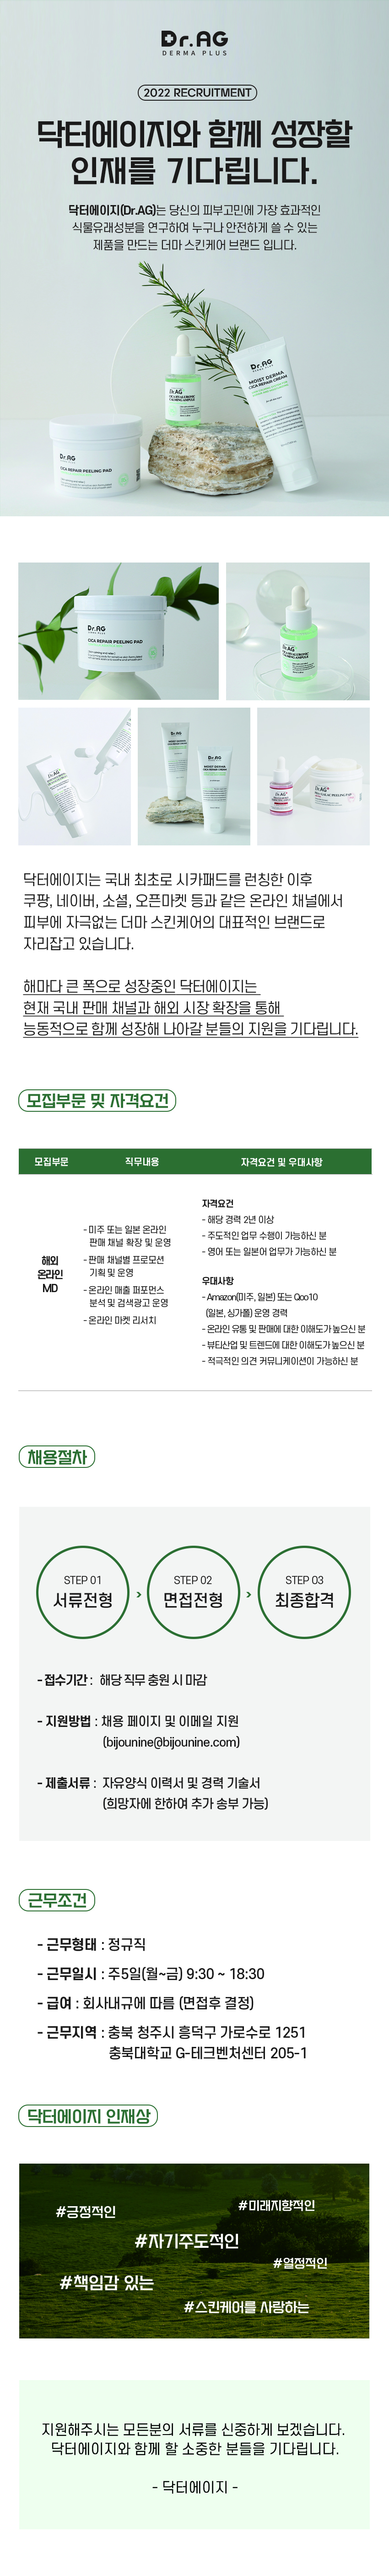 Dr.AG
DERMA PLUS
2022 RECRUITMENT
닥터에이지와 함께 성장할
인재를 기다립니다.
닥터에이지(Dr.AG)는 당신의 피부고민에 가장 효과적인
식물유래성분을 연구하여 누구나 안전하게 쓸 수 있는
제품을 만드는 더마 스킨케어 브랜드 입니다.
Dr.AG
MOIST DERMA
CICA REPAIR CREAM
Dr.AG
Dr.AG
CICA REPAIR PEELING PAD
Dr.AG
CICA REPAIR PEELING PAD
Dr.AG
Dr.AG
Dr.AG
닥터에이지는 국내 최초로 시카패드를 런칭한 이후
쿠팡, 네이버, 소셜, 오픈마켓 등과 같은 온라인 채널에서
피부에 자극없는 더마 스킨케어의 대표적인 브랜드로
자리잡고 있습니다.
해마다 큰 폭으로 성장중인 닥터에이지는
현재 국내 판매 채널과 해외 시장 확장을 통해
능동적으로 함께 성장해 나아갈 분들의 지원을 기다립니다.
모집부문 및 자격요건
모집부문 직무내용 자격요건 및 우대사항
해외
온라인
MD
- 미주 또는 일본 온라인
판매 채널 확장 및 운영
- 판매 채널별 프로모션
기획 및 운영
- 온라인 매출 퍼포먼스
분석 및 검색광고 운영
- 온라인 마켓 리서치
자격요건
- 해당 경력 2년 이상
- 주도적인 업무 수행이 가능하신 분
- 영어 또는 일본어 업무가 가능하신 분
우대사항
- Amazon(미주, 일본) 또는 Qoo10
(일본, 싱가폴) 운영 경력
- 온라인 유통 및 판매에 대한 이해도가 높으신 분
- 뷰티산업 및 트렌드에 대한 이해도가 높으신 분
- 적극적인 의견 커뮤니케이션이 가능하신 분
채용절차
STEP 01 STEP 02 STEP 03
서류전형 › 면접전형 › 최종합격
- 접수기간 : 해당 직무 충원 시 마감
- 지원방법 : 채용 페이지 및 이메일 지원
(bijounine@bijounine.com)
- 제출서류 : 자유양식 이력서 및 경력 기술서
(희망자에 한하여 추가 송부 가능)
근무조건
- 근무형태 : 정규직
- 근무일시 : 주5일(월~금) 9:30 ~ 18:30
- 급여 : 회사내규에 따름 (면접후 결정)
- 근무지역 : 충북 청주시 흥덕구 가로수로 1251
충북대학교 G-테크벤처센터 205-1
닥터에이지 인재상
#미래지향적인
#긍정적인
#자기주도적인
#열정적인
#책임감 있는
#스킨케어를 사랑하는
지원해주시는 모든분의 서류를 신중하게 보겠습니다.
닥터에이지와 함께 할 소중한 분들을 기다립니다.
- 닥터에이지 -